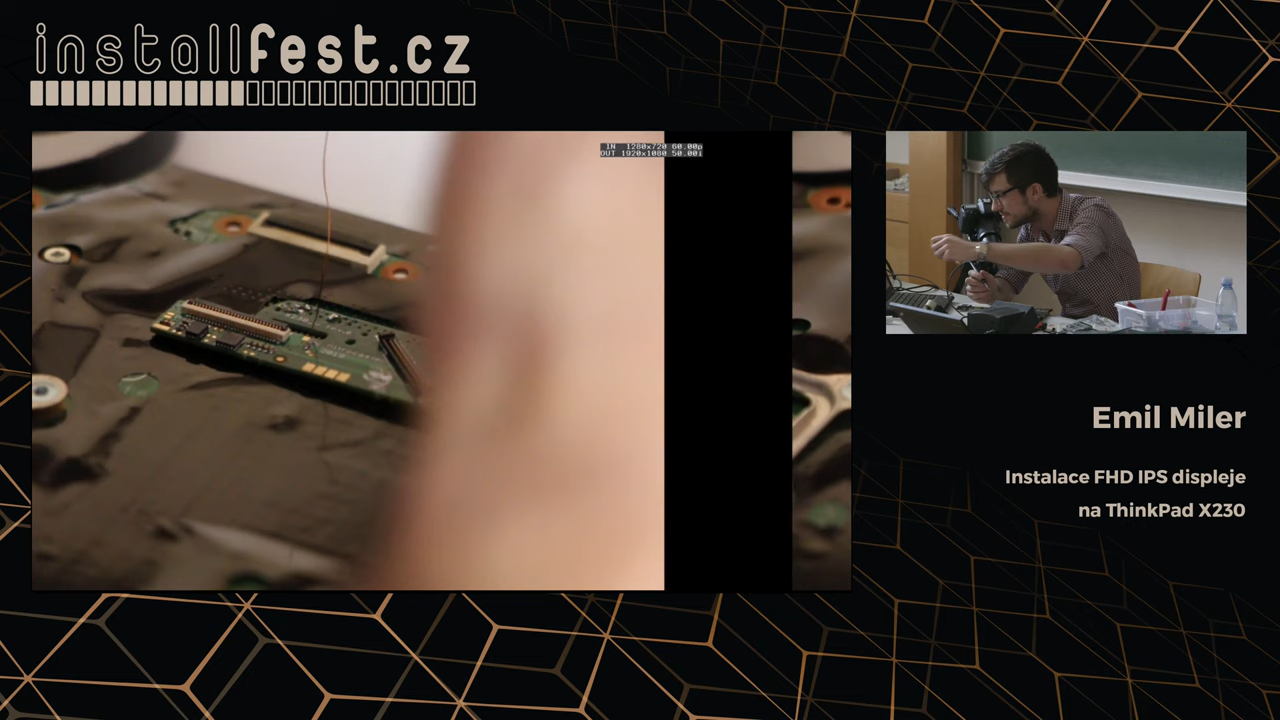 installfest.cz
IN 1280x720 60.00p
OUT 1920x1080 50.00i
Emil Miler
Instalace FHD IPS displeje
na ThinkPad X230